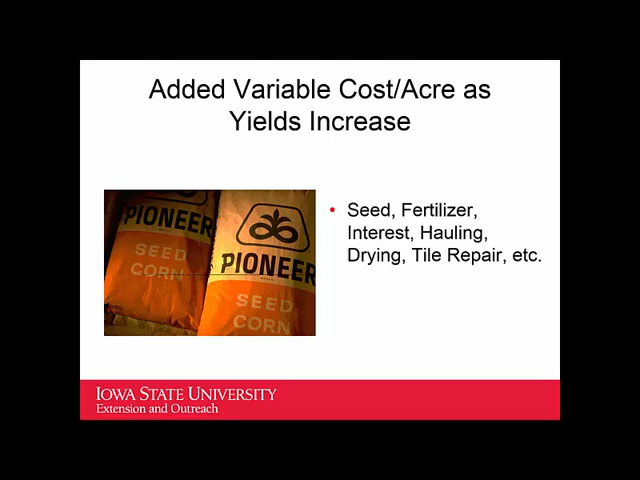 Added Variable Cost/Acre as
Yields Increase
PIONEER
SEED
CORN
PIONEER
SEED
CORN
• Seed, Fertilizer,
Interest, Hauling,
Drying, Tile Repair, etc.
IOWA STATE UNIVERSITY
Extension and Outreach